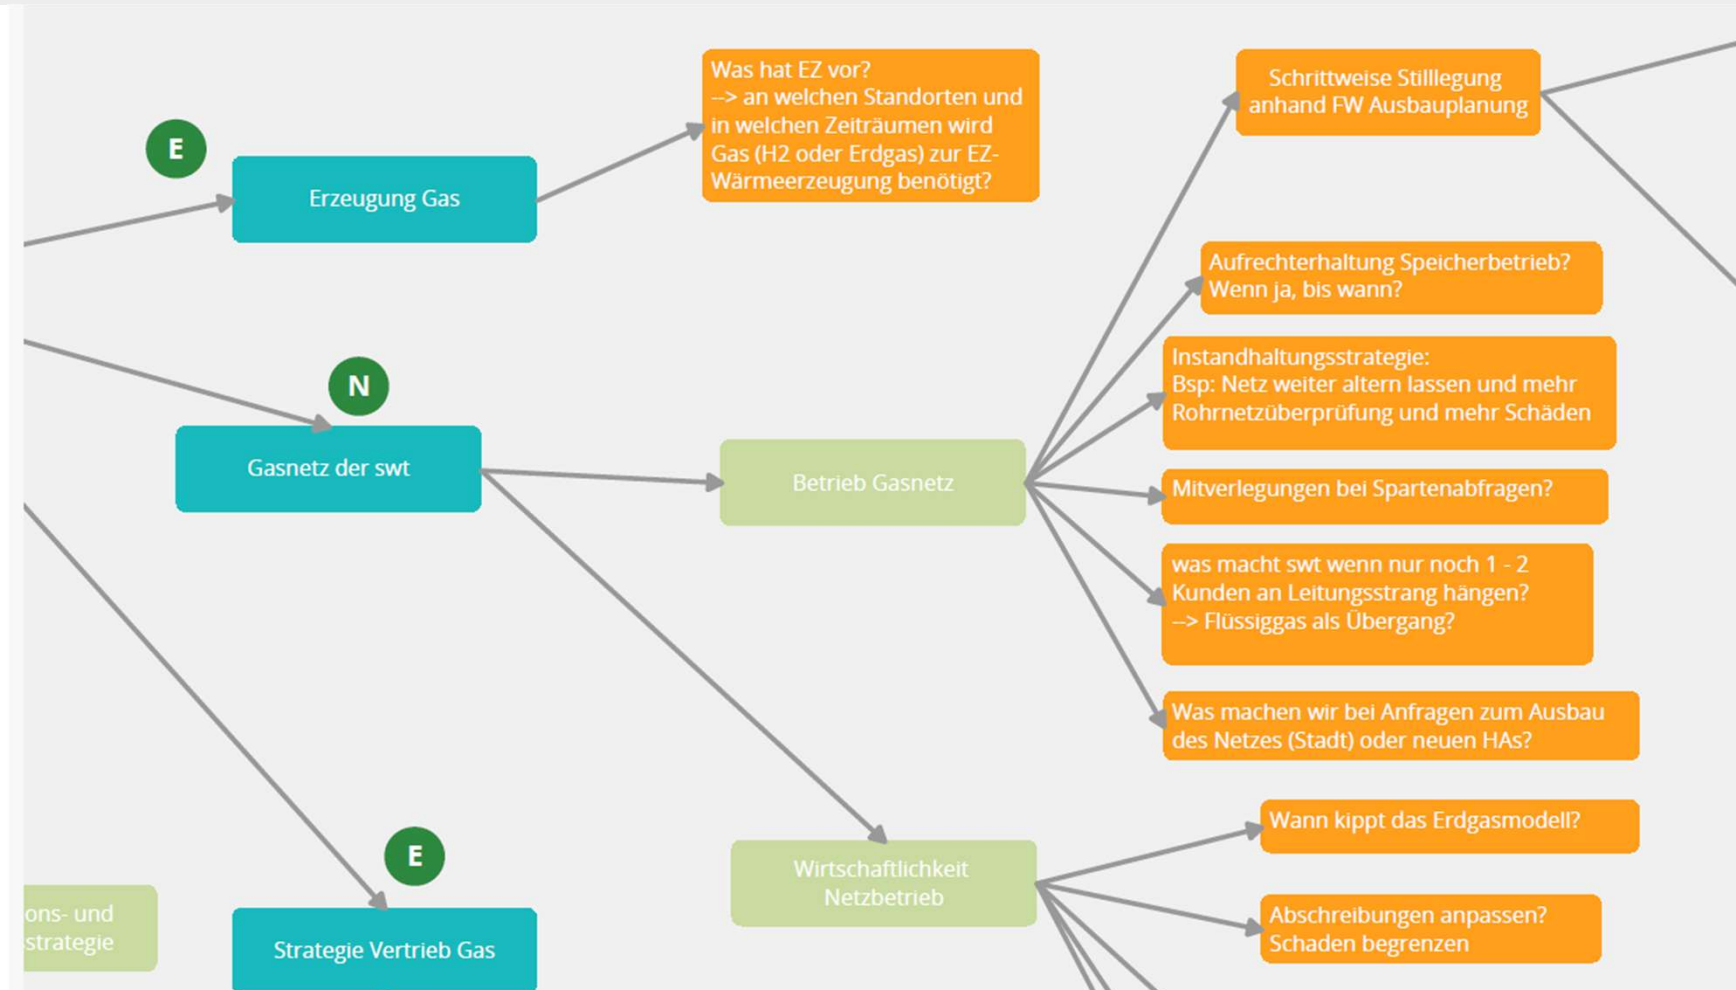 Was hat EZ vor?
--> an welchen Standorten und
in welchen Zeiträumen wird
Gas (H2 oder Erdgas) zur EZ-
Wärmeerzeugung benötigt?
Schrittweise Stilllegung
anhand FW Ausbauplanung
E
Erzeugung Gas
Aufrechterhaltung Speicherbetrieb?
Wenn ja, bis wann?
Instandhaltungsstrategie:
Bsp: Netz weiter altern lassen und mehr
Rohrnetzüberprüfung und mehr Schäden
N
Gasnetz der swt
Betrieb Gasnetz
Mitverlegungen bei Spartenabfragen?
was macht swt wenn nur noch 1 - 2
Kunden an Leitungsstrang hängen?
--> Flüssiggas als Übergang?
Was machen wir bei Anfragen zum Ausbau
des Netzes (Stadt) oder neuen HAs?
Wann kippt das Erdgasmodell?
E
Wirtschaftlichkeit
Netzbetrieb
Abschreibungen anpassen?
Schaden begrenzen
ons- und
strategie
Strategie Vertrieb Gas